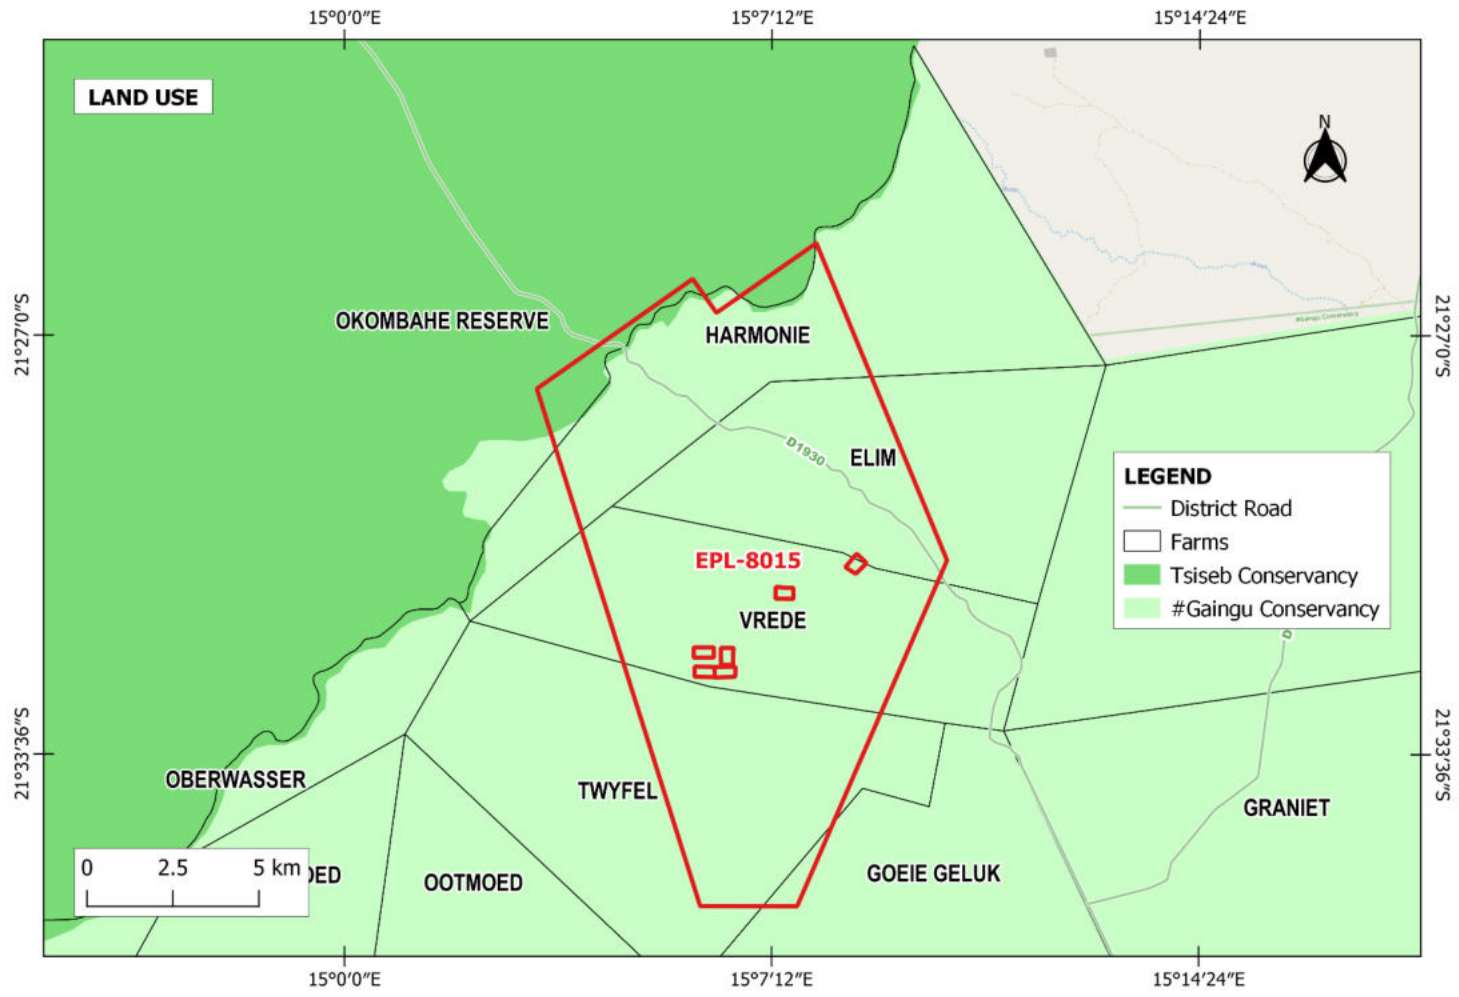 15°0′0″E
15°7′12″E
15°14′24″E
LAND USE
N
OKOMBAHE RESERVE
HARMONIE
21°27′0″S
21°27′0″S
#Gaingu Conservancy
D1930
ELIM
LEGEND
District Road
Farms
Tsiseb Conservancy
#Gaingu Conservancy
D
EPL-8015
VREDE
21°33′36″S
21°33′36″S
OBERWASSER
TWYFEL
GRANIET
0 2.5 5 km
OED
OOTMOED
GOEIE GELUK
15°0′0″E
15°7′12″E
15°14′24″E